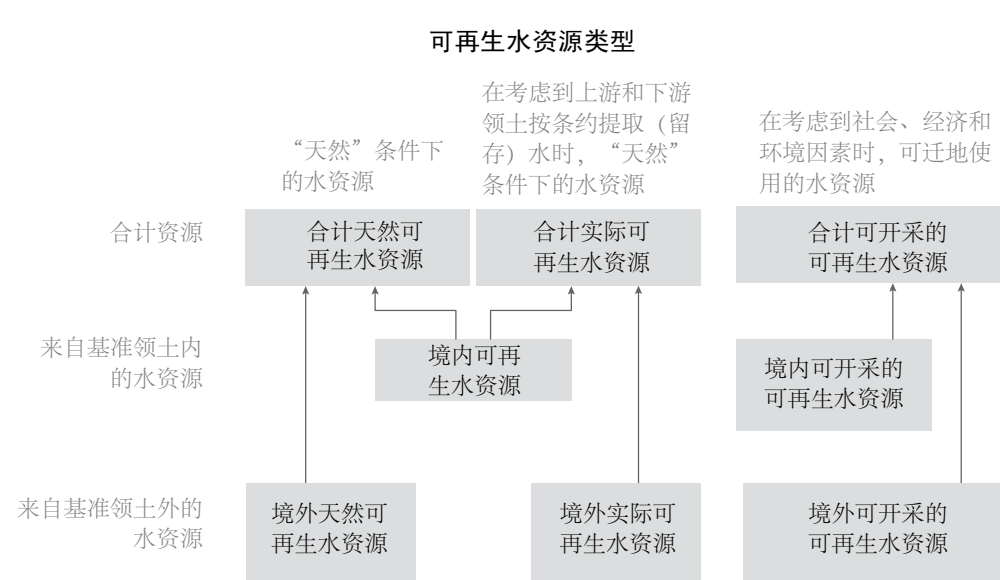 可再生水资源类型
“天然”条件下
的水资源
在考虑到上游和下游
领土按条约提取（留
存）水时，“天然”
条件下的水资源
在考虑到社会、经济和
环境因素时，可迁地使
用的水资源
合计资源
合计天然可
再生水资源
合计实际可
再生水资源
合计可开采的
可再生水资源
来自基准领土内
的水资源
境内可再
生水资源
境内可开采的
可再生水资源
来自基准领土外的
水资源
境外天然可
再生水资源
境外实际可
再生水资源
境外可开采的
可再生水资源